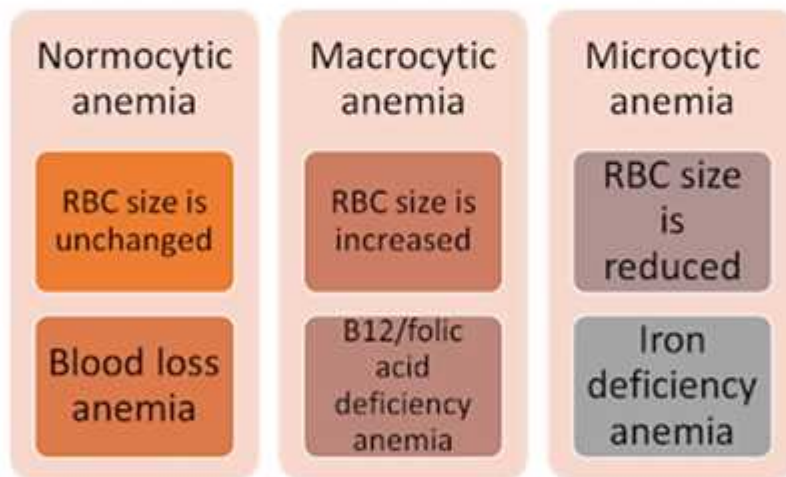 Normocytic
anemia
RBC size is
unchanged
Blood loss
anemia
Macrocytic
anemia
RBC size is
increased
B12/folic
acid
deficiency
anemia
Microcytic
anemia
RBC size
is
reduced
Iron
deficiency
anemia